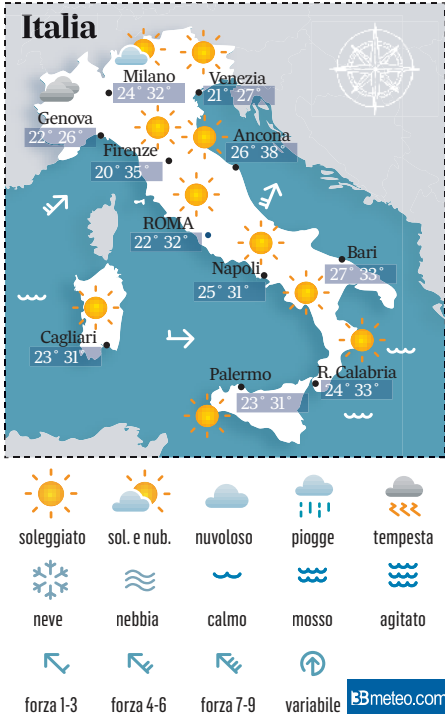 Italia
Milano
24° 32°
Venezia
21° 27°
Genova
22° 26°
Firenze
20° 35°
Ancona
26° 38°
ROMA
22° 32°
Napoli
25° 31°
Bari
27° 33°
Cagliari
23° 31°
Palermo
23° 31°
R. Calabria
24° 33°
soleggiato sol. e nub. nuvoloso piogge tempesta
neve nebbia calmo mosso agitato
forza 1-3 forza 4-6 forza 7-9 variabile
3Bmeteo.com